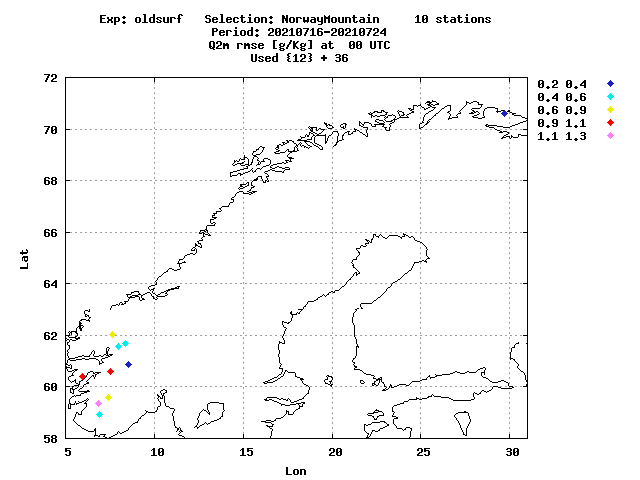 Exp: oldsurf   Selection: NorwayMountain     10 stations
Period: 20210716-20210724
Q2m rmse [g/Kg] at  00 UTC
Used {12} + 36
0.2 0.4
0.4 0.6
0.6 0.9
0.9 1.1
1.1 1.3
72
70
68
66
64
62
60
58
Lat
5 10 15 20 25 30
Lon